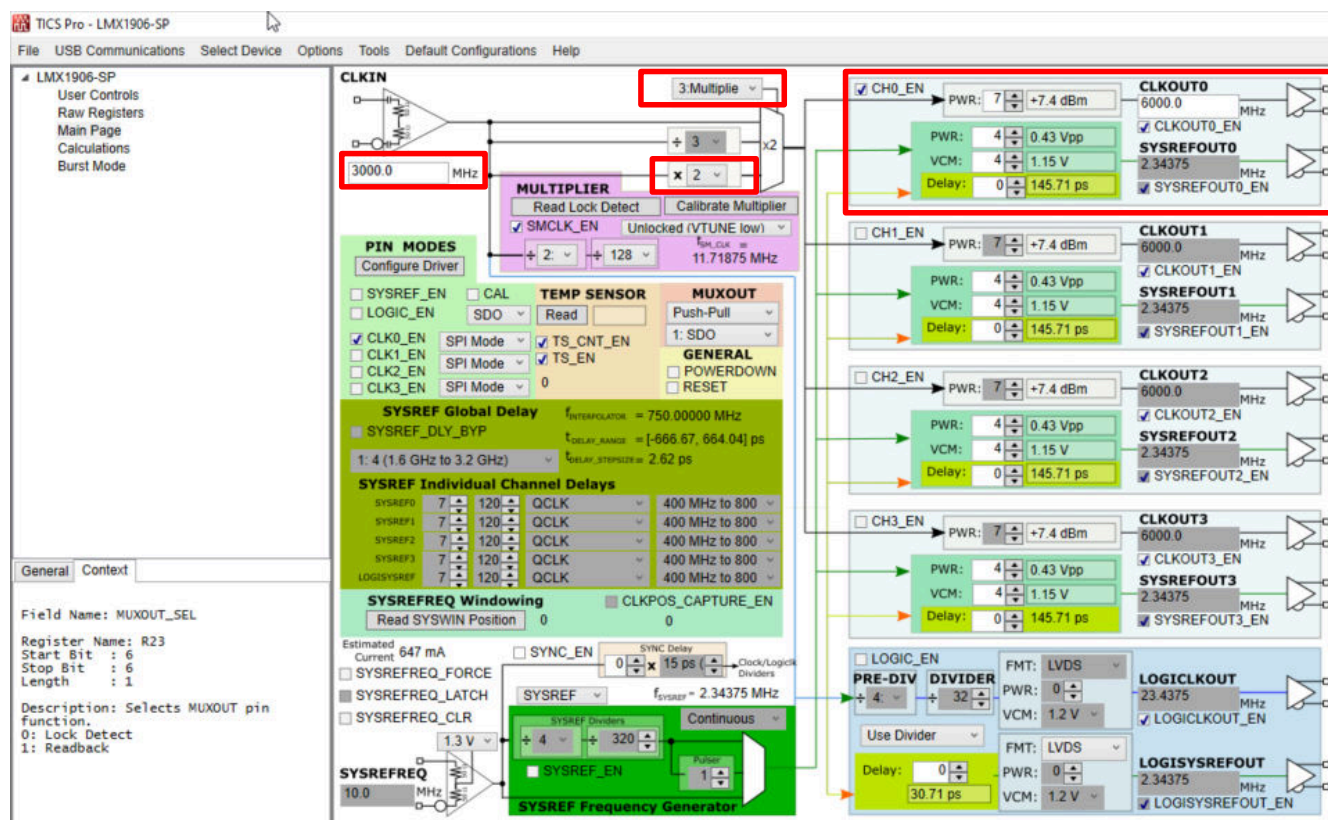 TICS Pro - LMX1906-SP
File USB Communications Select Device Options Tools Default Configurations Help
LMX1906-SP
User Controls
Raw Registers
Main Page
Calculations
Burst Mode
General Context
Field Name: MUXOUT_SEL
Register Name: R23
Start Bit : 6
Stop Bit : 6
Length : 1
Description: Selects MUXOUT pin
function.
0: Lock Detect
1: Readback
CLKIN
3000.0 MHz
3:Multiplie
÷ 3
x2
x 2
MULTIPLIER
Read Lock Detect Calibrate Multiplier
SMCLK_EN Unlocked (VTUNE low)
÷ 2: ÷ 128 fSM_CLK = 11.71875 MHz
PIN MODES
Configure Driver
SYSREF_EN CAL
LOGIC_EN SDO
CLK0_EN SPI Mode
CLK1_EN SPI Mode
CLK2_EN
CLK3_EN SPI Mode
TEMP SENSOR
Read
TS_CNT_EN
TS_EN
0
MUXOUT
Push-Pull
1: SDO
GENERAL
POWERDOWN
RESET
SYSREF Global Delay fINTERPOLATOR = 750.00000 MHz
SYSREF_DLY_BYP tDELAY_RANGE = [-666.67, 664.04] ps
1: 4 (1.6 GHz to 3.2 GHz) tDELAY_STEPSIZE = 2.62 ps
SYSREF Individual Channel Delays
SYSREF0 7 120 QCLK 400 MHz to 800
SYSREF1 7 120 QCLK 400 MHz to 800
SYSREF2 7 120 QCLK 400 MHz to 800
SYSREF3 7 120 QCLK 400 MHz to 800
LOGISYSREF 7 120 QCLK 400 MHz to 800
SYSREFREQ Windowing CLKPOS_CAPTURE_EN
Read SYSWIN Position 0 0
Estimated
Current 647 mA
SYSREFREQ_FORCE
SYSREFREQ_LATCH
SYSREFREQ_CLR
SYNC_EN
SYNC Delay
0 x 15 ps ( Clock/Logiclk
Dividers
SYSREF fSYSREF = 2.34375 MHz
1.3 V
SYSREFREQ
10.0 MHz
SYSREF Dividers Continuous
÷ 4 ÷ 320
SYSREF_EN
Pulser
1
SYSREF Frequency Generator
CH0_EN
PWR: 7 +7.4 dBm
PWR: 4 0.43 Vpp
VCM: 4 1.15 V
Delay: 0 145.71 ps
CLKOUT0
6000.0 MHz
CLKOUT0_EN
SYSREFOUT0
2.34375 MHz
SYSREFOUT0_EN
CH1_EN
PWR: 7 +7.4 dBm
PWR: 4 0.43 Vpp
VCM: 4 1.15 V
Delay: 0 145.71 ps
CLKOUT1
6000.0 MHz
CLKOUT1_EN
SYSREFOUT1
2.34375 MHz
SYSREFOUT1_EN
CH2_EN
PWR: 7 +7.4 dBm
PWR: 4 0.43 Vpp
VCM: 4 1.15 V
Delay: 0 145.71 ps
CLKOUT2
6000.0 MHz
CLKOUT2_EN
SYSREFOUT2
2.34375 MHz
SYSREFOUT2_EN
CH3_EN
PWR: 7 +7.4 dBm
PWR: 4 0.43 Vpp
VCM: 4 1.15 V
Delay: 0 145.71 ps
CLKOUT3
6000.0 MHz
CLKOUT3_EN
SYSREFOUT3
2.34375 MHz
SYSREFOUT3_EN
LOGIC_EN
PRE-DIV DIVIDER
÷ 4: ÷ 32
Use Divider
Delay: 0
30.71 ps
FMT: LVDS
PWR: 0
VCM: 1.2 V
LOGICLKOUT
23.4375 MHz
LOGICLKOUT_EN
FMT: LVDS
PWR: 0
VCM: 1.2 V
LOGISYSREFOUT
2.34375 MHz
LOGISYSREFOUT_EN